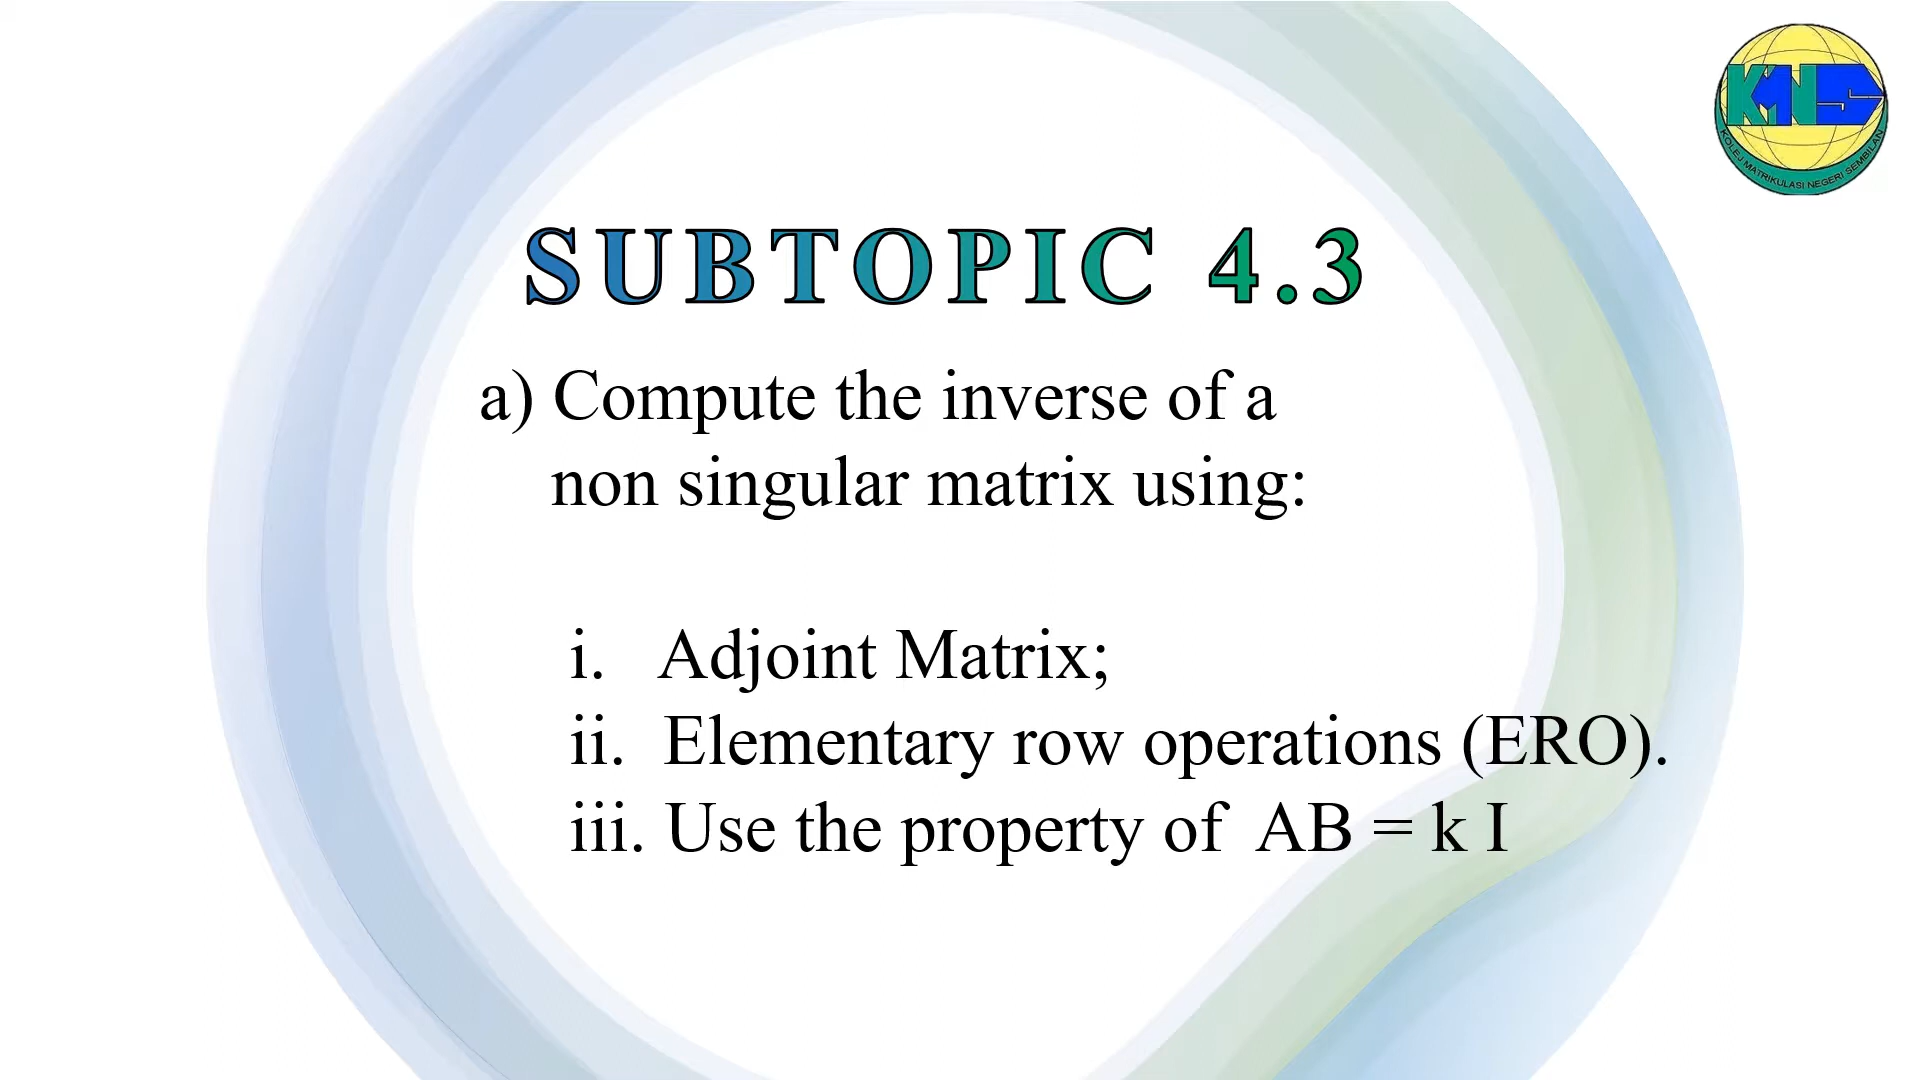 KMNS
KOLEJ MATRIKULASI NEGERI SEMBILAN
SUBTOPIC 4.3
a) Compute the inverse of a
non singular matrix using:
i. Adjoint Matrix;
ii. Elementary row operations (ERO).
iii. Use the property of AB = k I